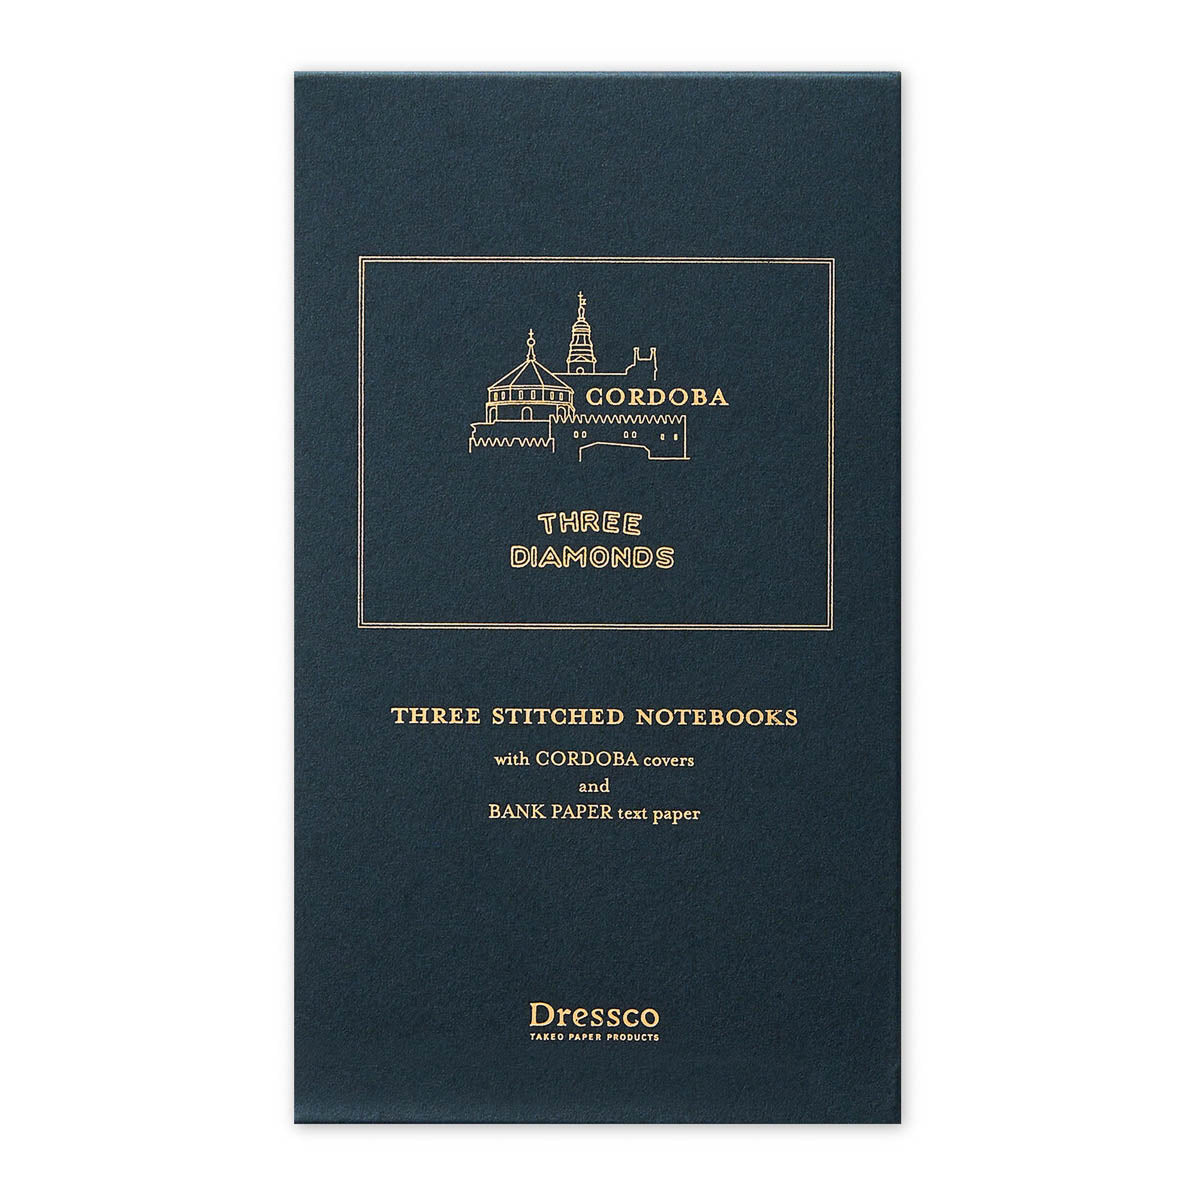 CORDOBA
THREE
DIAMONDS
THREE STITCHED NOTEBOOKS
with CORDOBA covers
and
BANK PAPER text paper
Dressco
TAKEO PAPER PRODUCTS